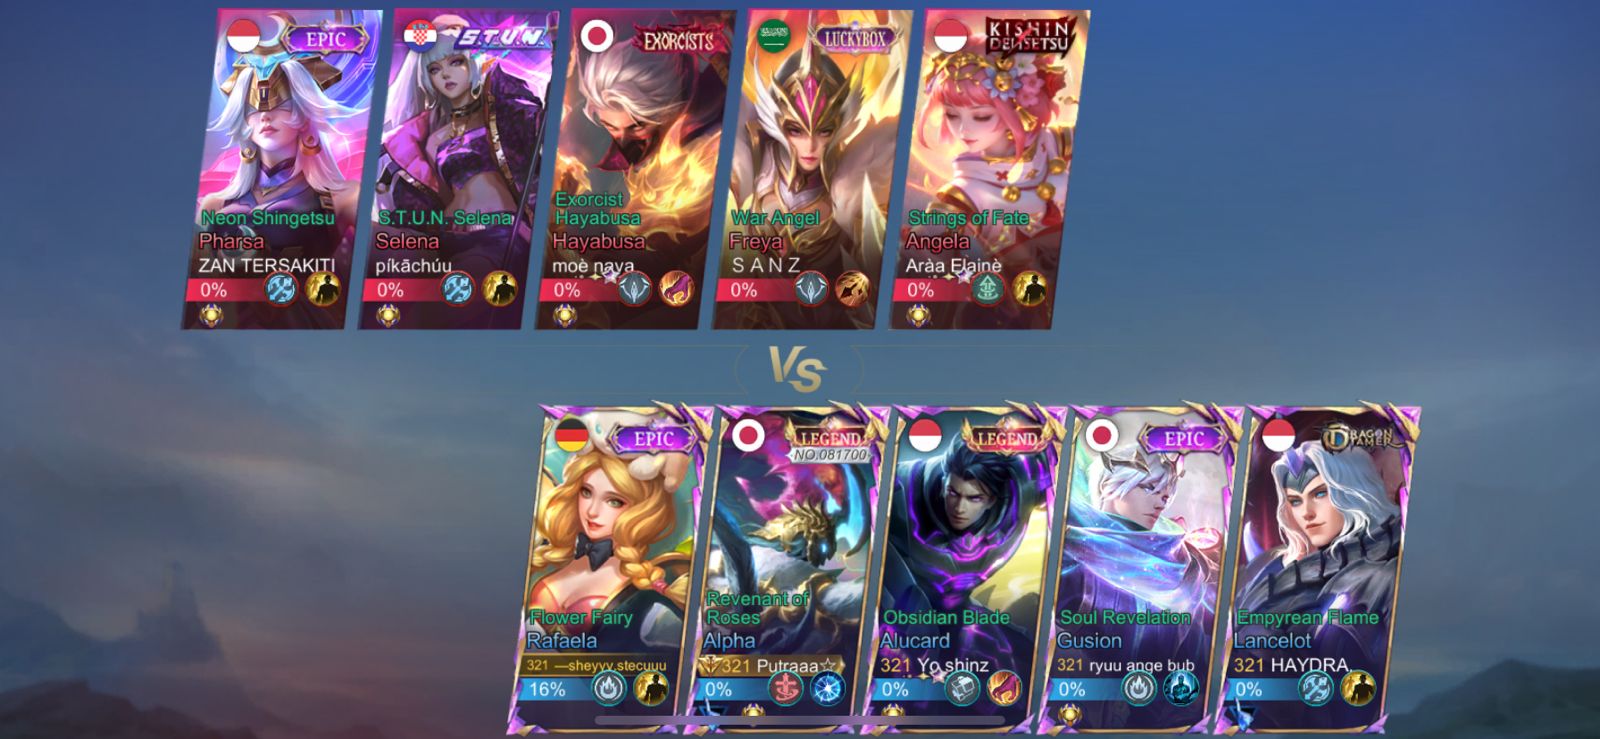 EPIC
Neon Shingetsu
Pharsa
ZAN TERSAKITI
0%
S.T.U.N.
S.T.U.N. Selena
Selena
píkāchúu
0%
EXORCISTS
Exorcist
Hayabusa
Hayabusa
moè naya
0%
LUCKYBOX
War Angel
Freya
S A N Z
0%
KISHIN
DENSETSU
Strings of Fate
Angela
Aràa Elainè
0%
VS
EPIC
Flower Fairy
Rafaela
321 —sheyyy.stecuuu
16%
LEGEND
NO.081700
Revenant of
Roses
Alpha
321 Putraaa☆
0%
LEGEND
Obsidian Blade
Alucard
321 Yo shinz
0%
EPIC
Soul Revelation
Gusion
321 ryuu ange bub
0%
DRAGON
TAMER
Empyrean Flame
Lancelot
321 HAYDRA.
0%